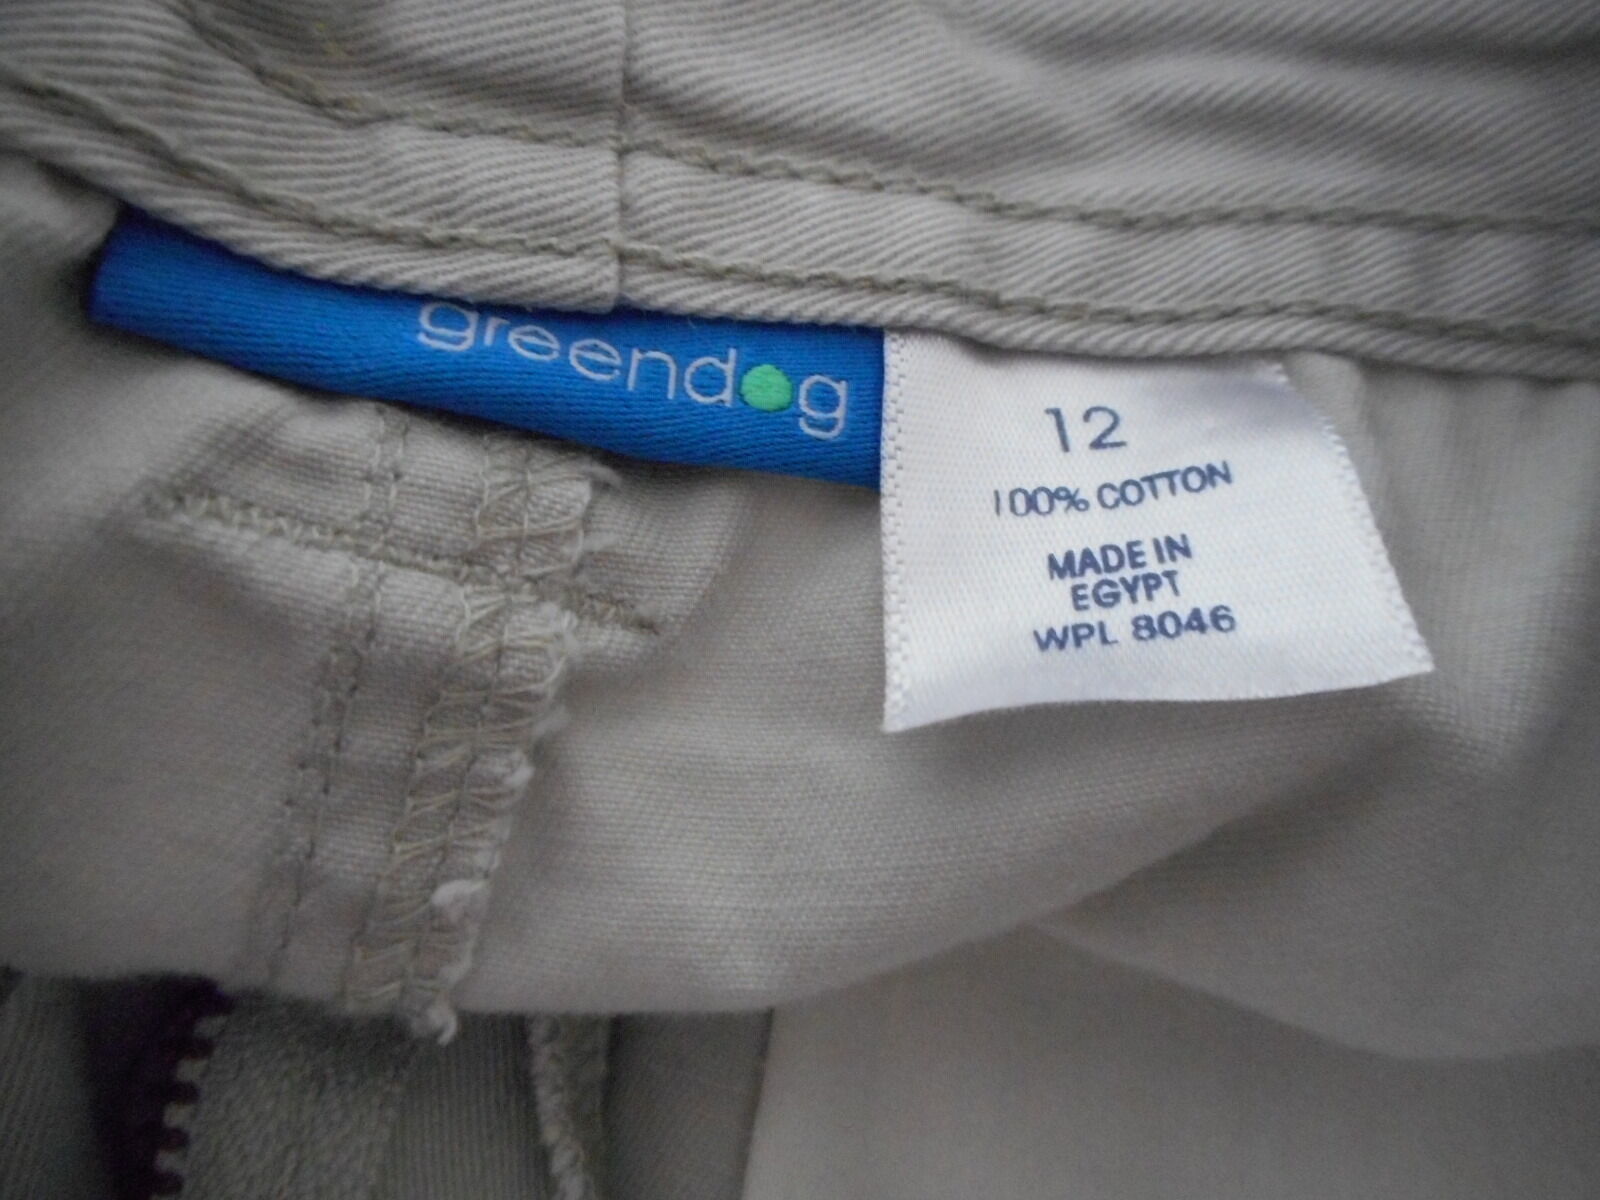 greendog
12
100% COTTON
MADE IN
EGYPT
WPL 8046